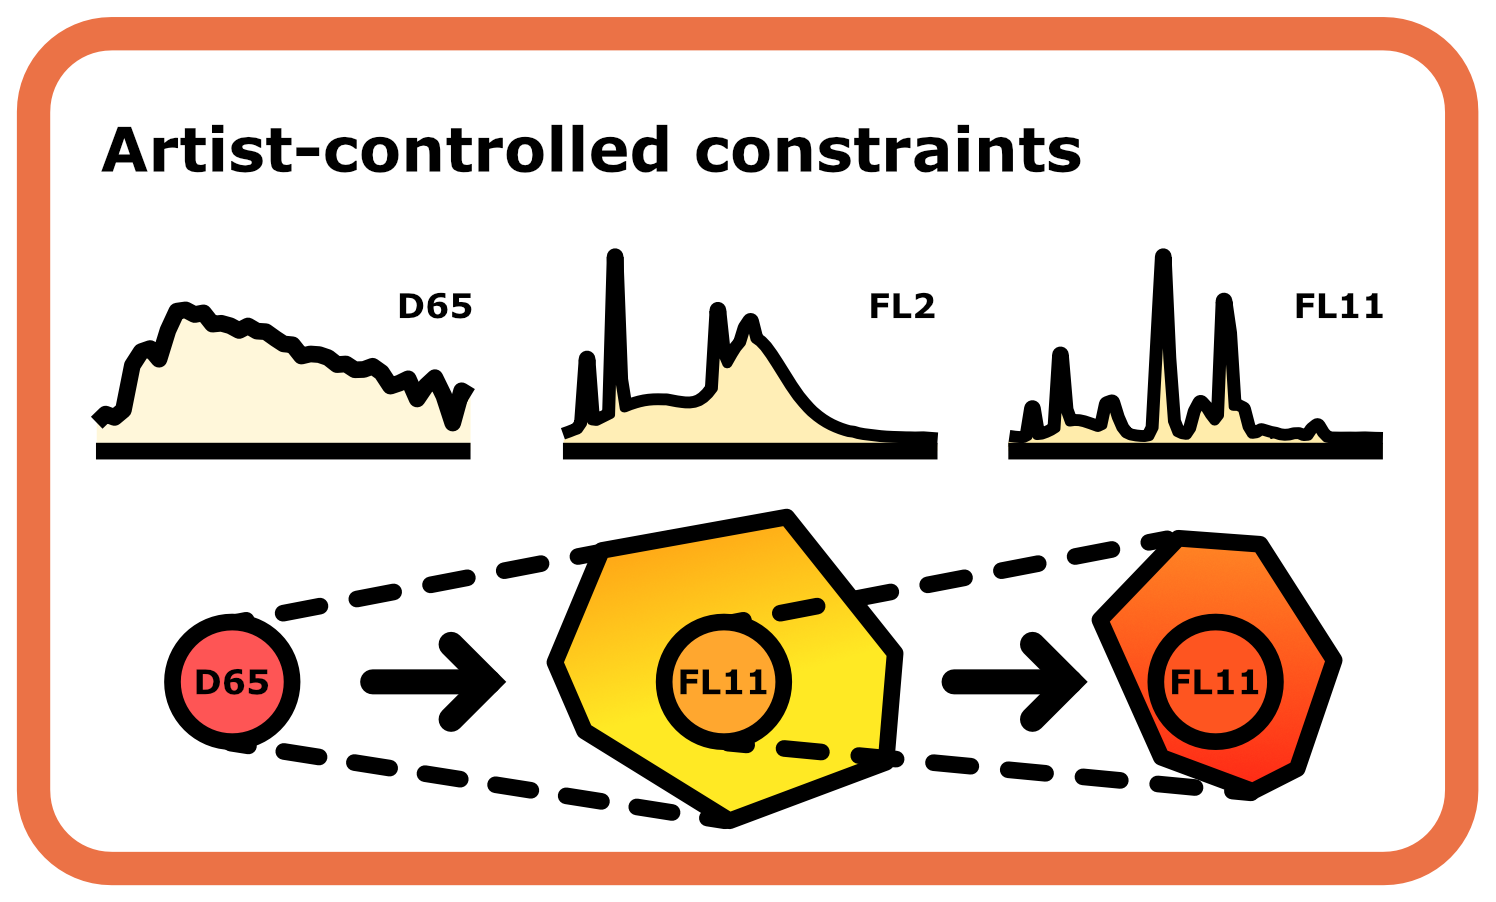 Artist-controlled constraints
D65
FL2
FL11
D65
FL11
FL11